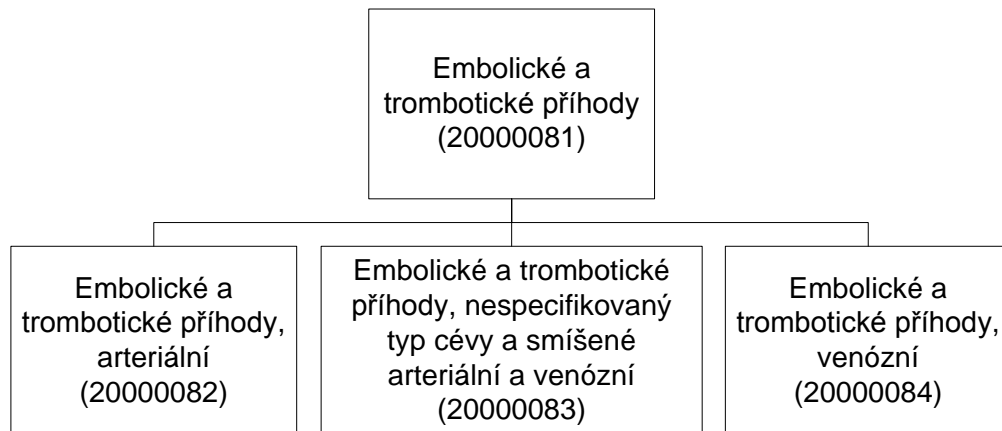 Embolické a
trombotické příhody
(20000081)
Embolické a
trombotické příhody,
arteriální
(20000082)
Embolické a trombotické
příhody, nespecifikovaný
typ cévy a smíšené
arteriální a venózní
(20000083)
Embolické a
trombotické příhody,
venózní
(20000084)